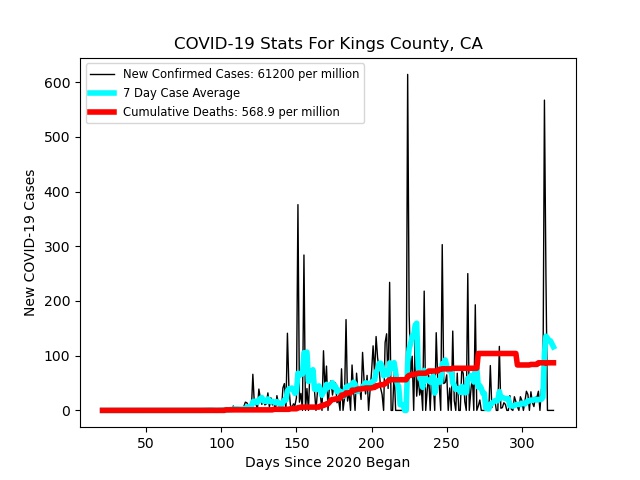 COVID-19 Stats For Kings County, CA
New Confirmed Cases: 61200 per million
7 Day Case Average
Cumulative Deaths: 568.9 per million
New COVID-19 Cases
600
500
400
300
200
100
0
50 100 150 200 250 300
Days Since 2020 Began